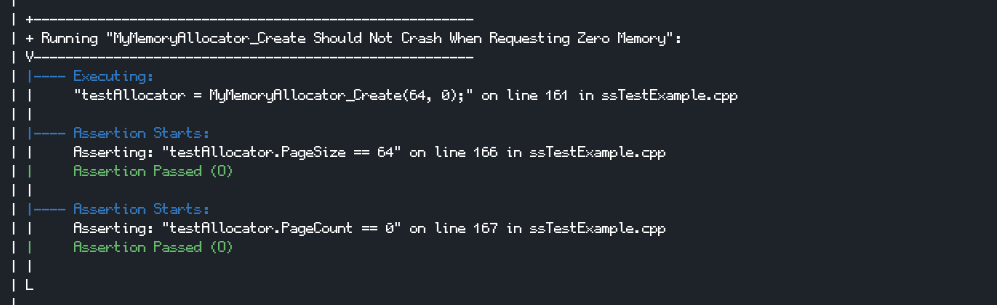 | +-------------------------------------------------------
| + Running "MyMemoryAllocator_Create Should Not Crash When Requesting Zero Memory":
| V-------------------------------------------------------
| |---- Executing:
| |     "testAllocator = MyMemoryAllocator_Create(64, 0);" on line 161 in ssTestExample.cpp
| |
| |---- Assertion Starts:
| |     Asserting: "testAllocator.PageSize == 64" on line 166 in ssTestExample.cpp
| |     Assertion Passed (O)
| |
| |---- Assertion Starts:
| |     Asserting: "testAllocator.PageCount == 0" on line 167 in ssTestExample.cpp
| |     Assertion Passed (O)
| |
| L